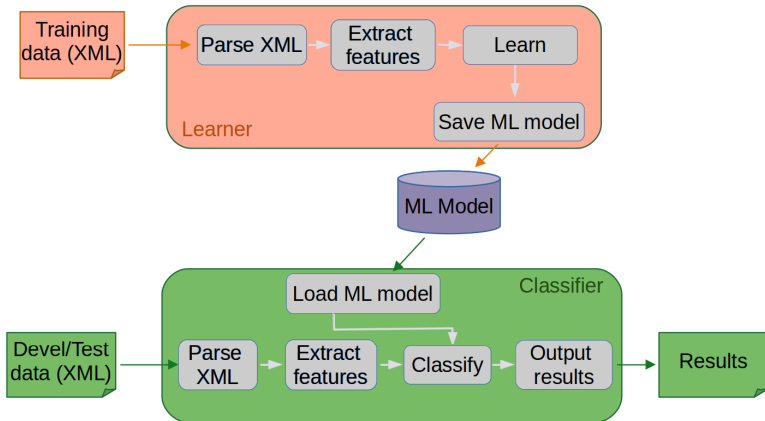 Training
data (XML)
Parse XML
Extract
features
Learn
Save ML model
Learner
ML Model
Classifier
Load ML model
Devel/Test
data (XML)
Parse
XML
Extract
features
Classify
Output
results
Results